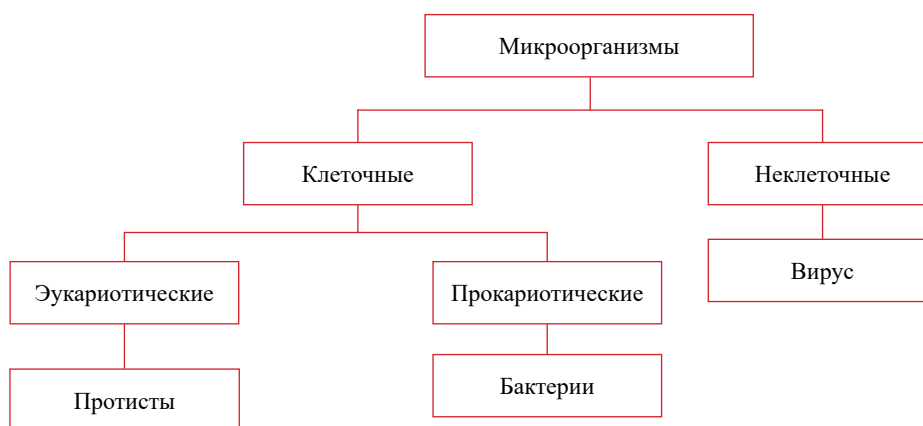 Микроорганизмы
Клеточные
Неклеточные
Эукариотические
Прокариотические
Вирус
Протисты
Бактерии